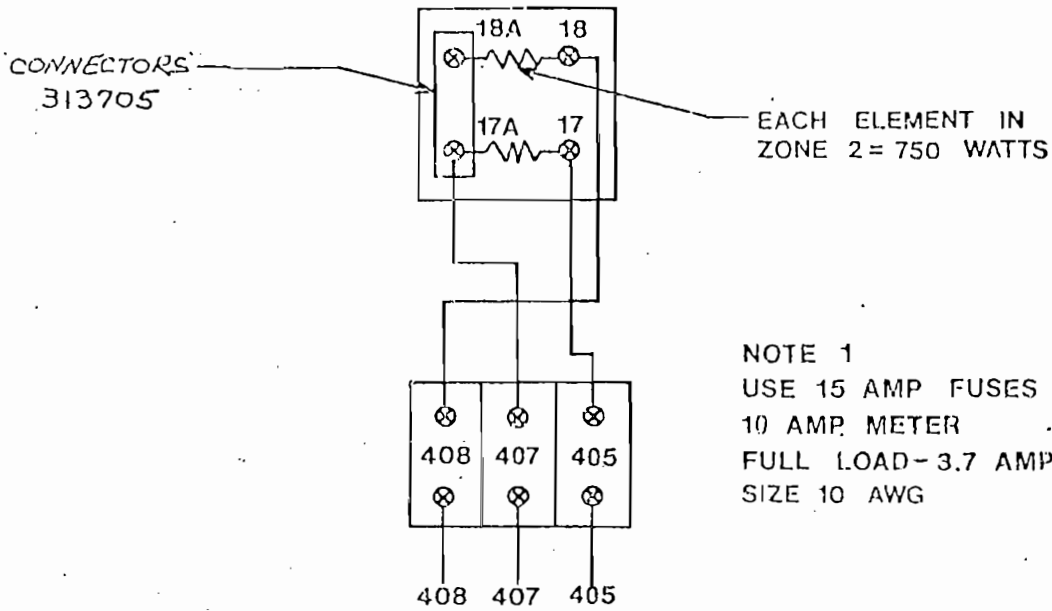 18A 18
CONNECTORS
313705
17A 17
EACH ELEMENT IN
ZONE 2 = 750 WATTS
NOTE 1
USE 15 AMP FUSES
10 AMP METER
FULL LOAD - 3.7 AMP
SIZE 10 AWG
408 407 405
408 407 405